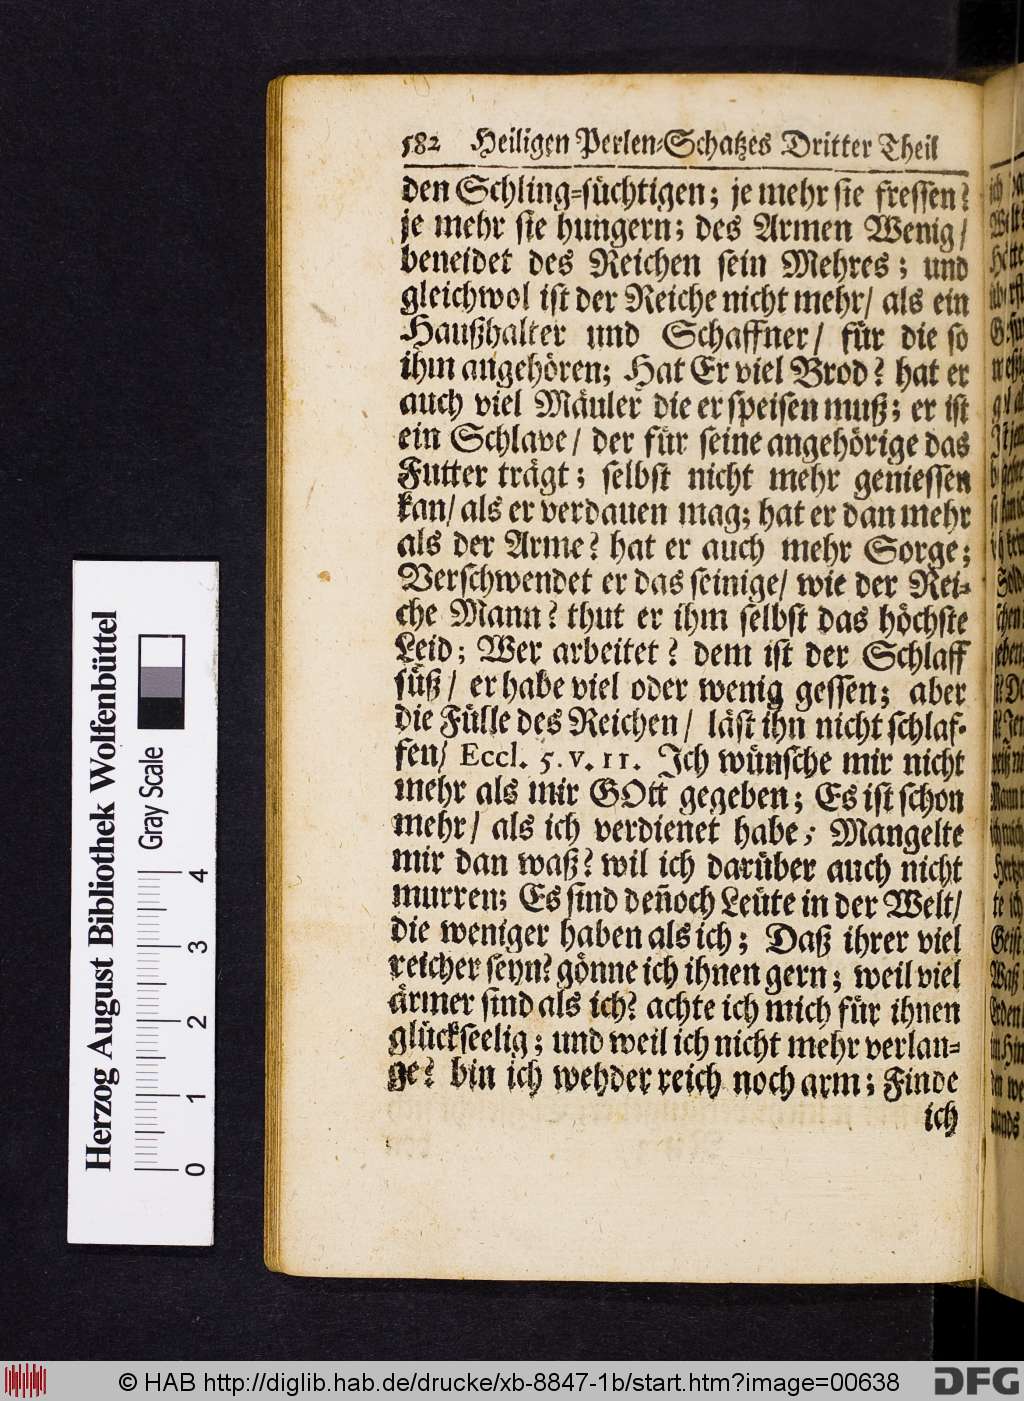 582 Heiligen Perlen-Schatzes Dritter Theil
den Schling-süchtigen; je mehr sie fressen?
je mehr sie hungern; des Armen Wenig/
beneidet des Reichen sein Mehres; und
gleichwol ist der Reiche nicht mehr/ als ein
Haußhalter und Schaffner/ für die so
ihm angehören; Hat Er viel Brod? hat er
auch viel Mäuler die er speisen muß; er ist
ein Schlave/ der für seine angehörige das
Futter trägt; selbst nicht mehr geniessen
kan/ als er verdauen mag; hat er dan mehr
als der Arme? hat er auch mehr Sorge;
Verschwendet er das seinige/ wie der Rei-
che Mann? thut er ihm selbst das höchste
Leid; Wer arbeitet? dem ist der Schlaff
süß/ er habe viel oder wenig gessen; aber
die Fülle des Reichen/ läst ihn nicht schlaf-
fen/ Eccl. 5. v. 11. Ich wünsche mir nicht
mehr als mir GOtt gegeben; Es ist schon
mehr/ als ich verdienet habe; Mangelte
mir dan waß? wil ich darüber auch nicht
murren; Es sind deñoch Leüte in der Welt/
die weniger haben als ich; Daß ihrer viel
reicher seyn? gönne ich ihnen gern; weil viel
ärmer sind als ich? achte ich mich für ihnen
glückseelig; und weil ich nicht mehr verlan-
ge? bin ich wehder reich noch arm; Finde
ich
Herzog August Bibliothek Wolfenbüttel
Gray Scale
0 1 2 3 4
© HAB http://diglib.hab.de/drucke/xb-8847-1b/start.htm?image=00638
DFG